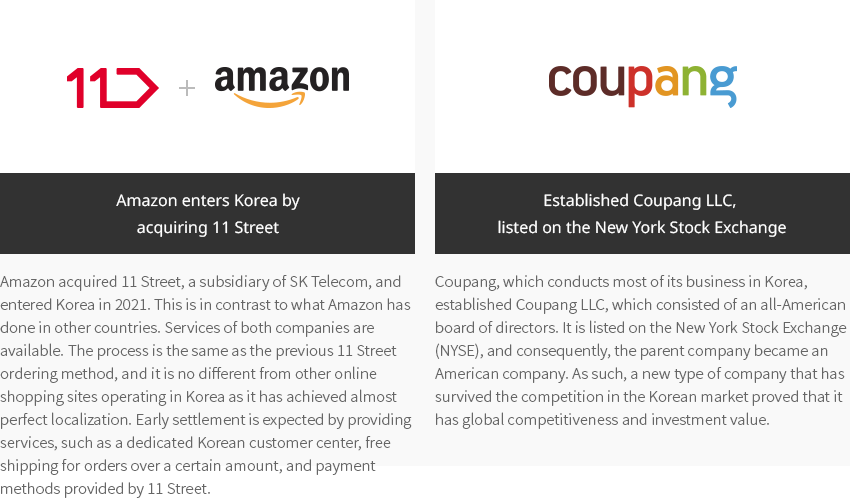 11
+
amazon
Amazon enters Korea by
acquiring 11 Street
Amazon acquired 11 Street, a subsidiary of SK Telecom, and
entered Korea in 2021. This is in contrast to what Amazon has
done in other countries. Services of both companies are
available. The process is the same as the previous 11 Street
ordering method, and it is no different from other online
shopping sites operating in Korea as it has achieved almost
perfect localization. Early settlement is expected by providing
services, such as a dedicated Korean customer center, free
shipping for orders over a certain amount, and payment
methods provided by 11 Street.
coupang
Established Coupang LLC,
listed on the New York Stock Exchange
Coupang, which conducts most of its business in Korea,
established Coupang LLC, which consisted of an all-American
board of directors. It is listed on the New York Stock Exchange
(NYSE), and consequently, the parent company became an
American company. As such, a new type of company that has
survived the competition in the Korean market proved that it
has global competitiveness and investment value.